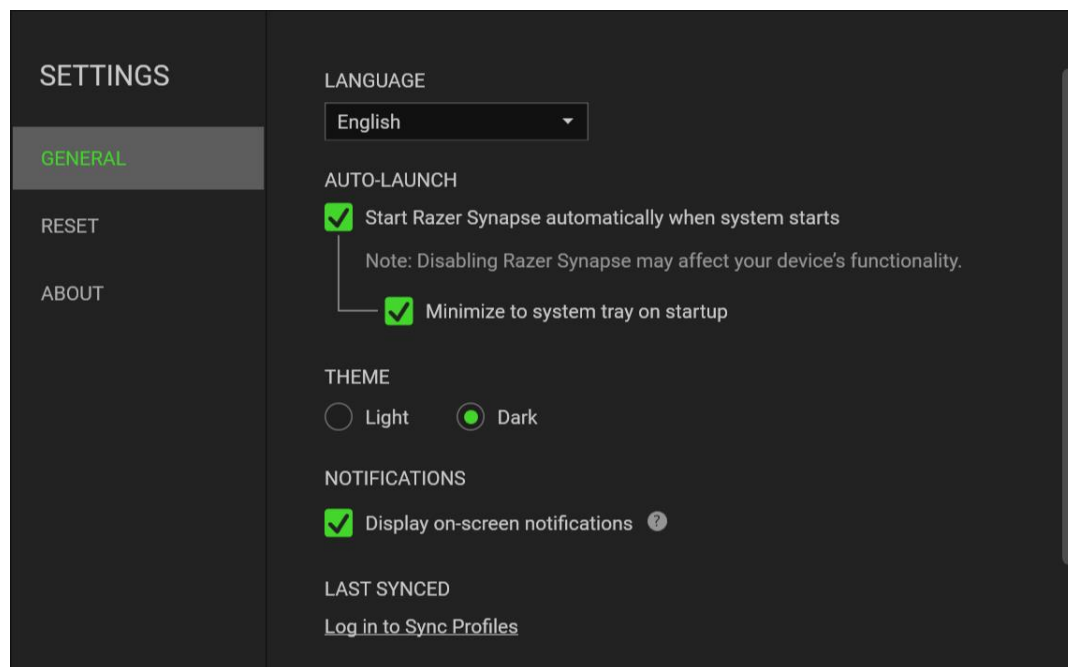 SETTINGS
GENERAL
RESET
ABOUT
LANGUAGE
English
AUTO-LAUNCH
Start Razer Synapse automatically when system starts
Note: Disabling Razer Synapse may affect your device’s functionality.
Minimize to system tray on startup
THEME
Light
Dark
NOTIFICATIONS
Display on-screen notifications ?
LAST SYNCED
Log in to Sync Profiles